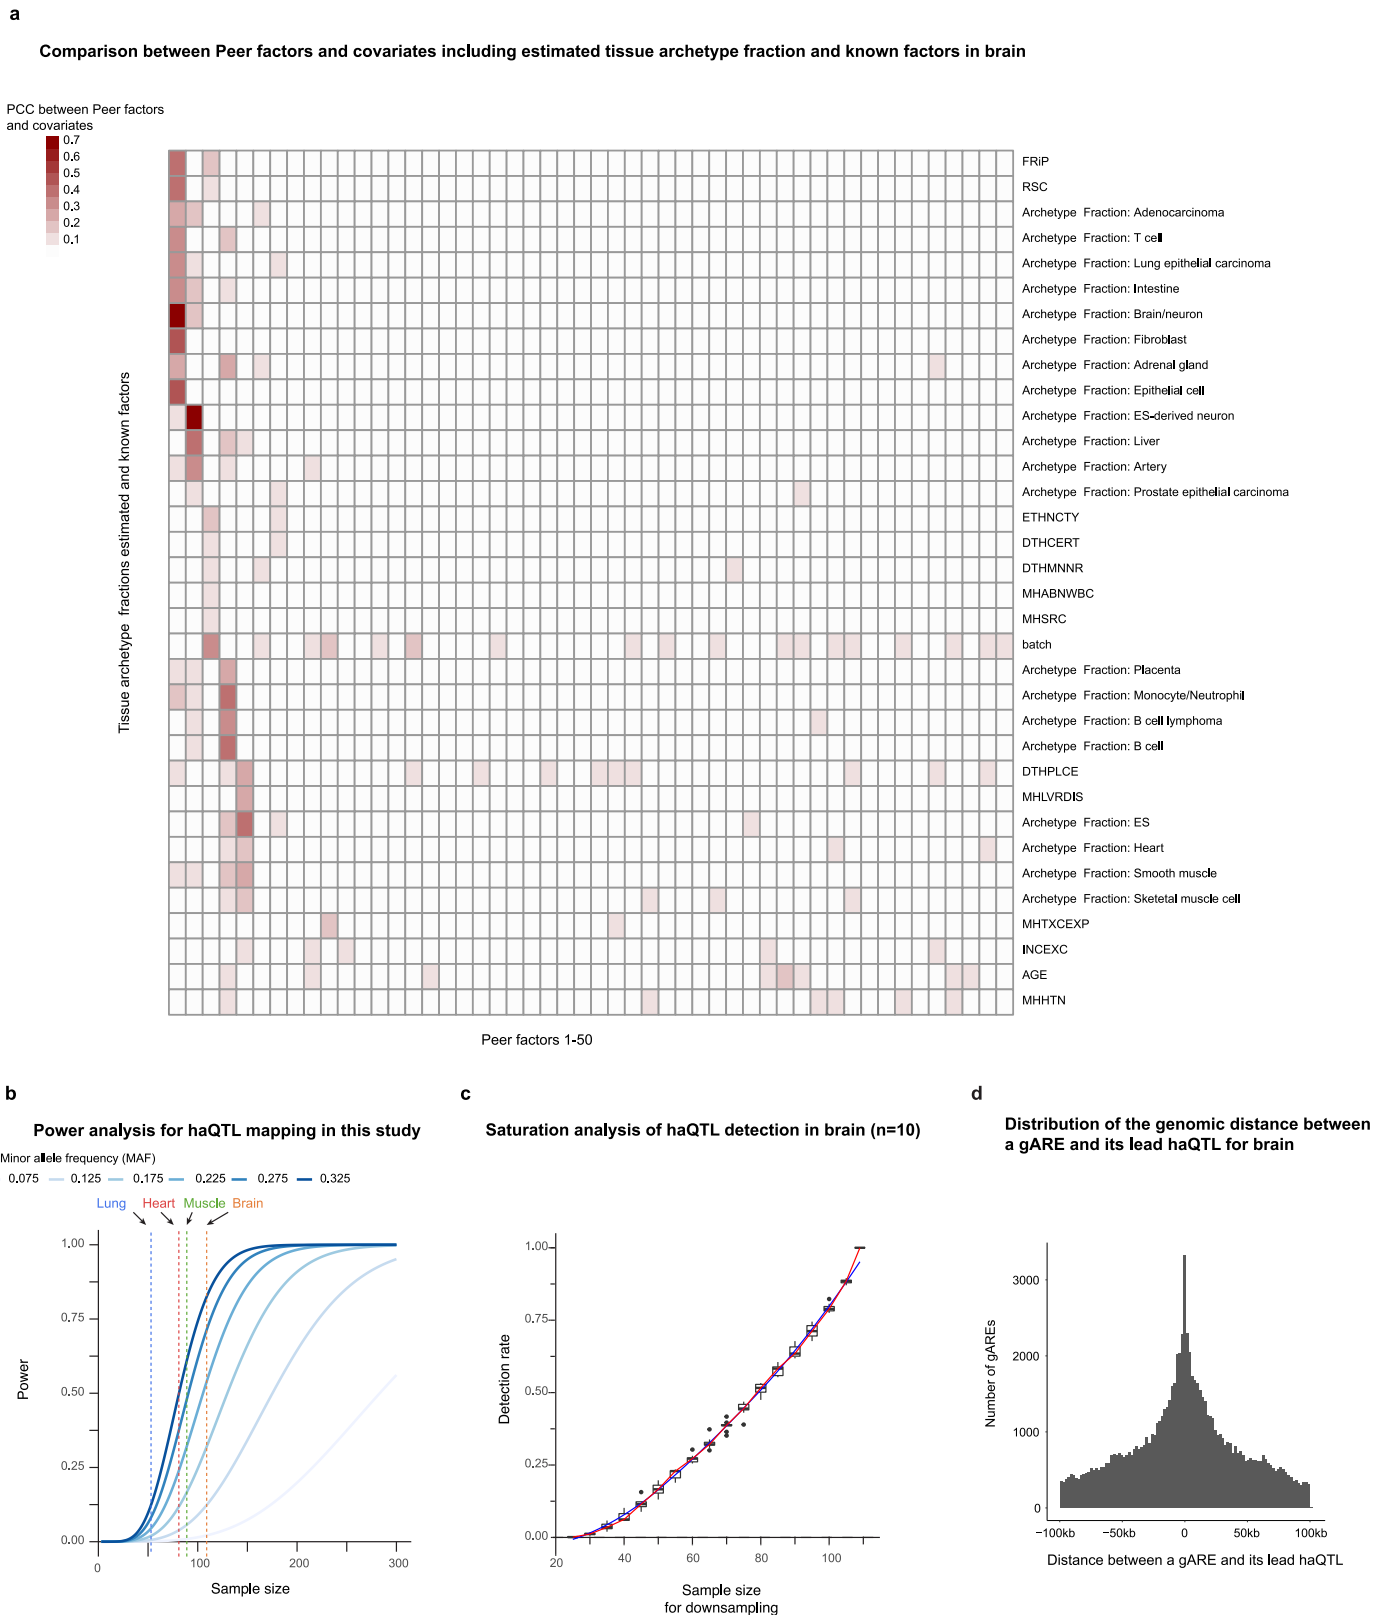 a
Comparison between Peer factors and covariates including estimated tissue archetype fraction and known factors in brain
PCC between Peer factors
and covariates
0.7
0.6
0.5
0.4
0.3
0.2
0.1
Tissue archetype fractions estimated and known factors
FRiP
RSC
Archetype Fraction: Adenocarcinoma
Archetype Fraction: T cell
Archetype Fraction: Lung epithelial carcinoma
Archetype Fraction: Intestine
Archetype Fraction: Brain/neuron
Archetype Fraction: Fibroblast
Archetype Fraction: Adrenal gland
Archetype Fraction: Epithelial cell
Archetype Fraction: ES-derived neuron
Archetype Fraction: Liver
Archetype Fraction: Artery
Archetype Fraction: Prostate epithelial carcinoma
ETHNCTY
DTHCERT
DTHMNNR
MHABNWBC
MHSRC
batch
Archetype Fraction: Placenta
Archetype Fraction: Monocyte/Neutrophil
Archetype Fraction: B cell lymphoma
Archetype Fraction: B cell
DTHPLCE
MHLVRDIS
Archetype Fraction: ES
Archetype Fraction: Heart
Archetype Fraction: Smooth muscle
Archetype Fraction: Sketetal muscle cell
MHTXCEXP
INCEXC
AGE
MHHTN
Peer factors 1-50
b
Power analysis for haQTL mapping in this study
Minor allele frequency (MAF)
0.075 0.125 0.175 0.225 0.275 0.325
Lung Heart Muscle Brain
1.00
0.75
0.50
0.25
0.00
Power
0 100 200 300
Sample size
c
Saturation analysis of haQTL detection in brain (n=10)
1.00
0.75
0.50
0.25
0.00
Detection rate
20 40 60 80 100
Sample size
for downsampling
d
Distribution of the genomic distance between
a gARE and its lead haQTL for brain
3000
2000
1000
0
Number of gAREs
−100kb −50kb 0 50kb 100kb
Distance between a gARE and its lead haQTL